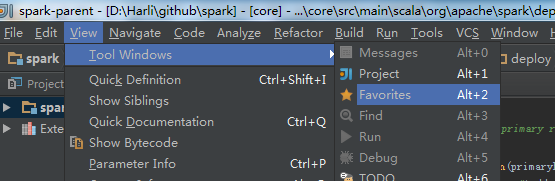 spark-parent - [D:\Harli\github\spark] - [core] - ...\core\src\main\scala\org\apache\spark\dep
File Edit View Navigate Code Analyze Refactor Build Run Tools VCS Window
spark
Tool Windows
Messages Alt+0
deploy
Project
Quick Definition Ctrl+Shift+I
Project Alt+1
spa
Show Siblings
Favorites Alt+2
Exte
Quick Documentation Ctrl+Q
Find Alt+3
primary r
Show Bytecode
Run Alt+4
Parameter Info Ctrl+P
Debug Alt+5
TODO Alt+6